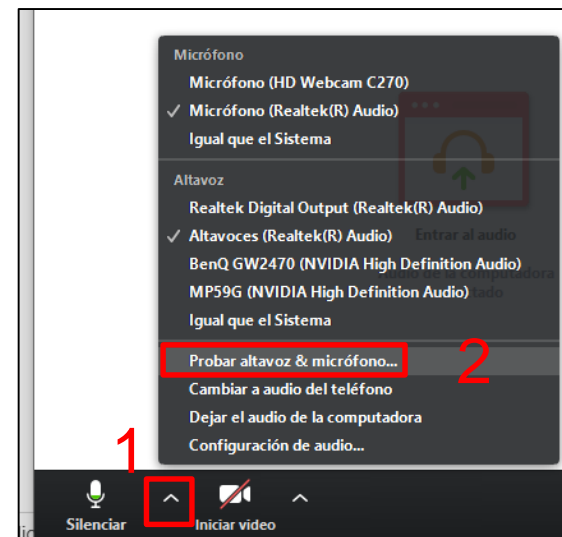 Micrófono
Micrófono (HD Webcam C270)
✓ Micrófono (Realtek(R) Audio)
Igual que el Sistema
Altavoz
Realtek Digital Output (Realtek(R) Audio)
✓ Altavoces (Realtek(R) Audio)
Entrar al audio
BenQ GW2470 (NVIDIA High Definition Audio)
de la computadora
MP59G (NVIDIA High Definition Audio)
Igual que el Sistema
Probar altavoz & micrófono...
2
Cambiar a audio del teléfono
Dejar el audio de la computadora
Configuración de audio...
1
Silenciar
Iniciar video